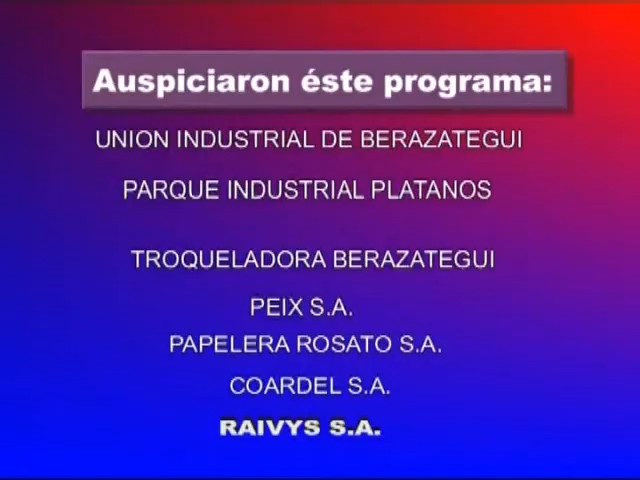 Auspiciaron éste programa:
UNION INDUSTRIAL DE BERAZATEGUI
PARQUE INDUSTRIAL PLATANOS
TROQUELADORA BERAZATEGUI
PEIX S.A.
PAPELERA ROSATO S.A.
COARDEL S.A.
RAIVYS S.A.